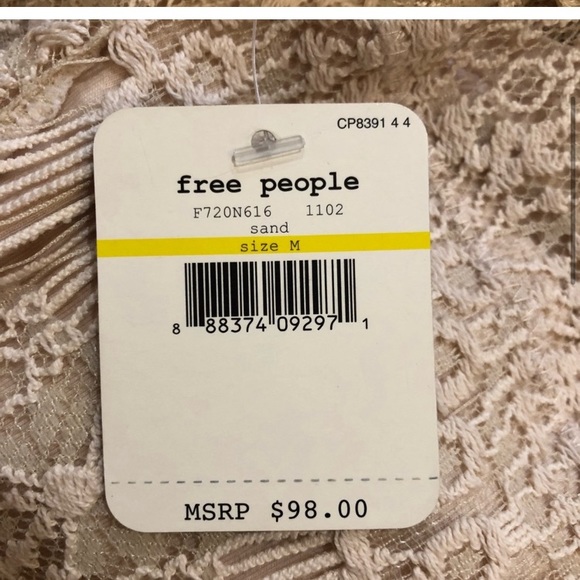 CP8391 4 4
free people
F720N616 1102
sand
size M
8 88374 09297 1
MSRP $98.00